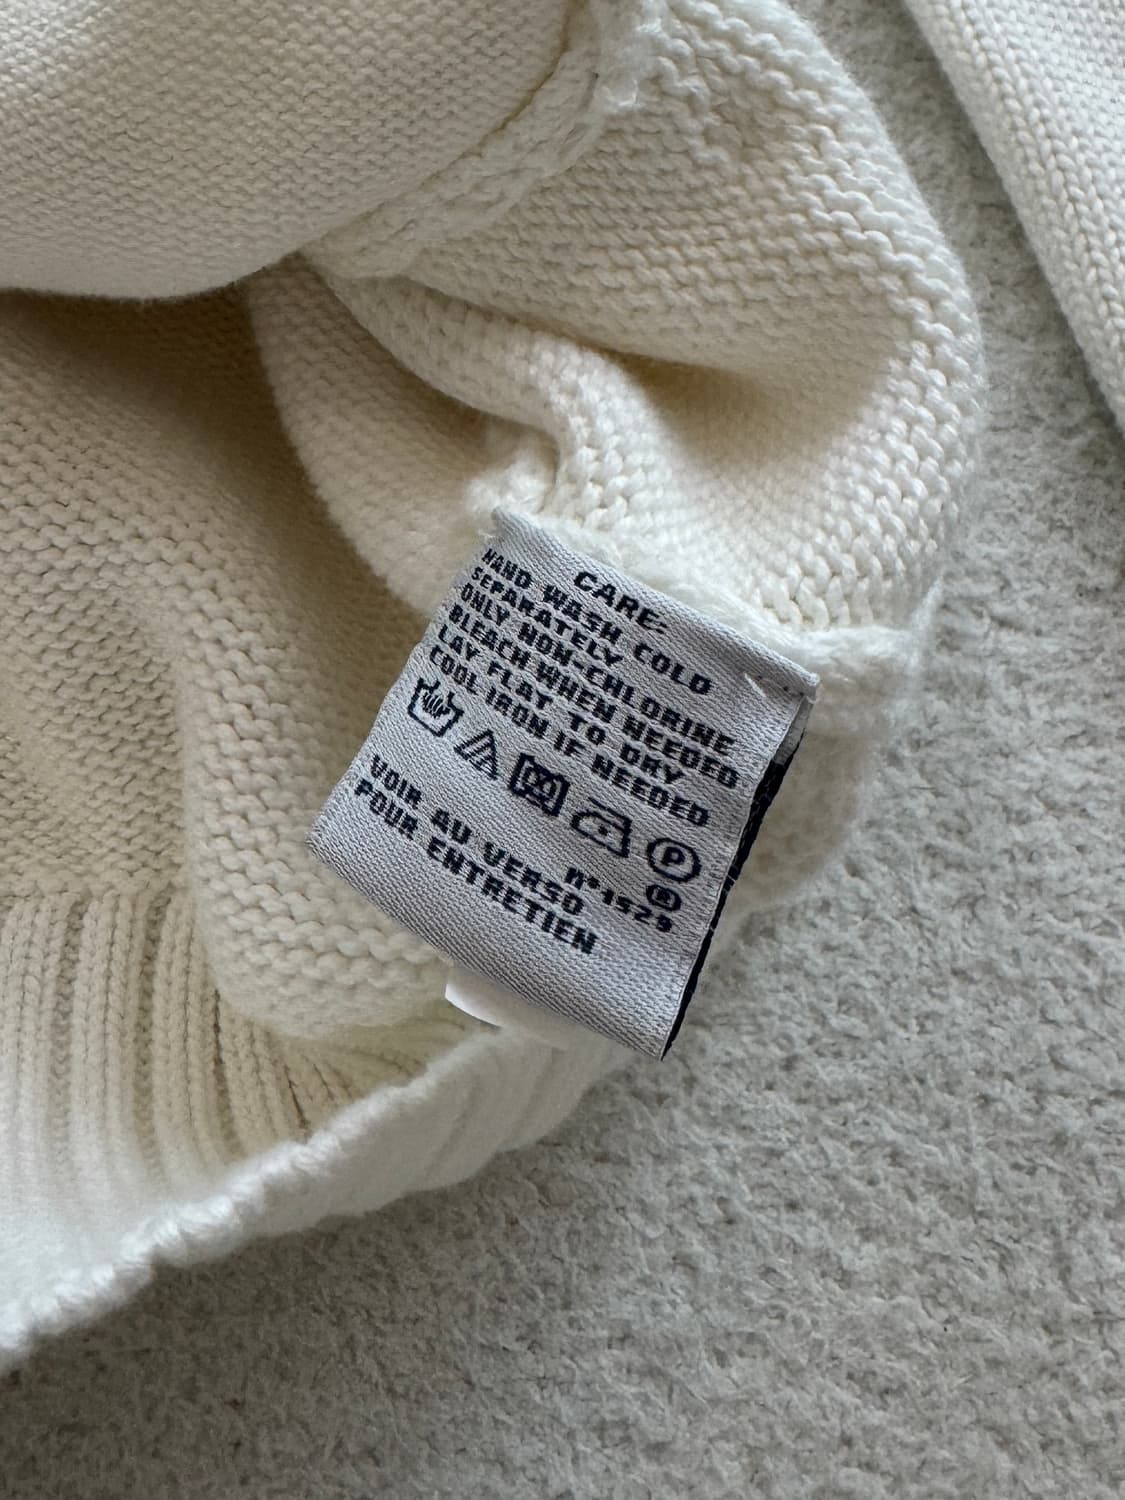 CARE:
HAND WASH COLD
SEPARATELY
ONLY NON-CHLORINE
BLEACH WHEN NEEDED
LAY FLAT TO DRY
COOL IRON IF NEEDED
P
n°1529
VOIR AU VERSO
POUR ENTRETIEN